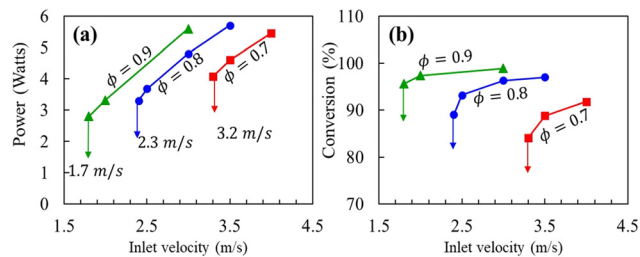 (a)
Power (Watts)
6
5
4
3
2
1
0
ϕ = 0.9
ϕ = 0.8
ϕ = 0.7
1.7 m/s
2.3 m/s
3.2 m/s
1.5 2.5 3.5 4.5
Inlet velocity (m/s)
(b)
Conversion (%)
110
100
90
80
70
ϕ = 0.9
ϕ = 0.8
ϕ = 0.7
1.5 2.5 3.5 4.5
Inlet velocity (m/s)